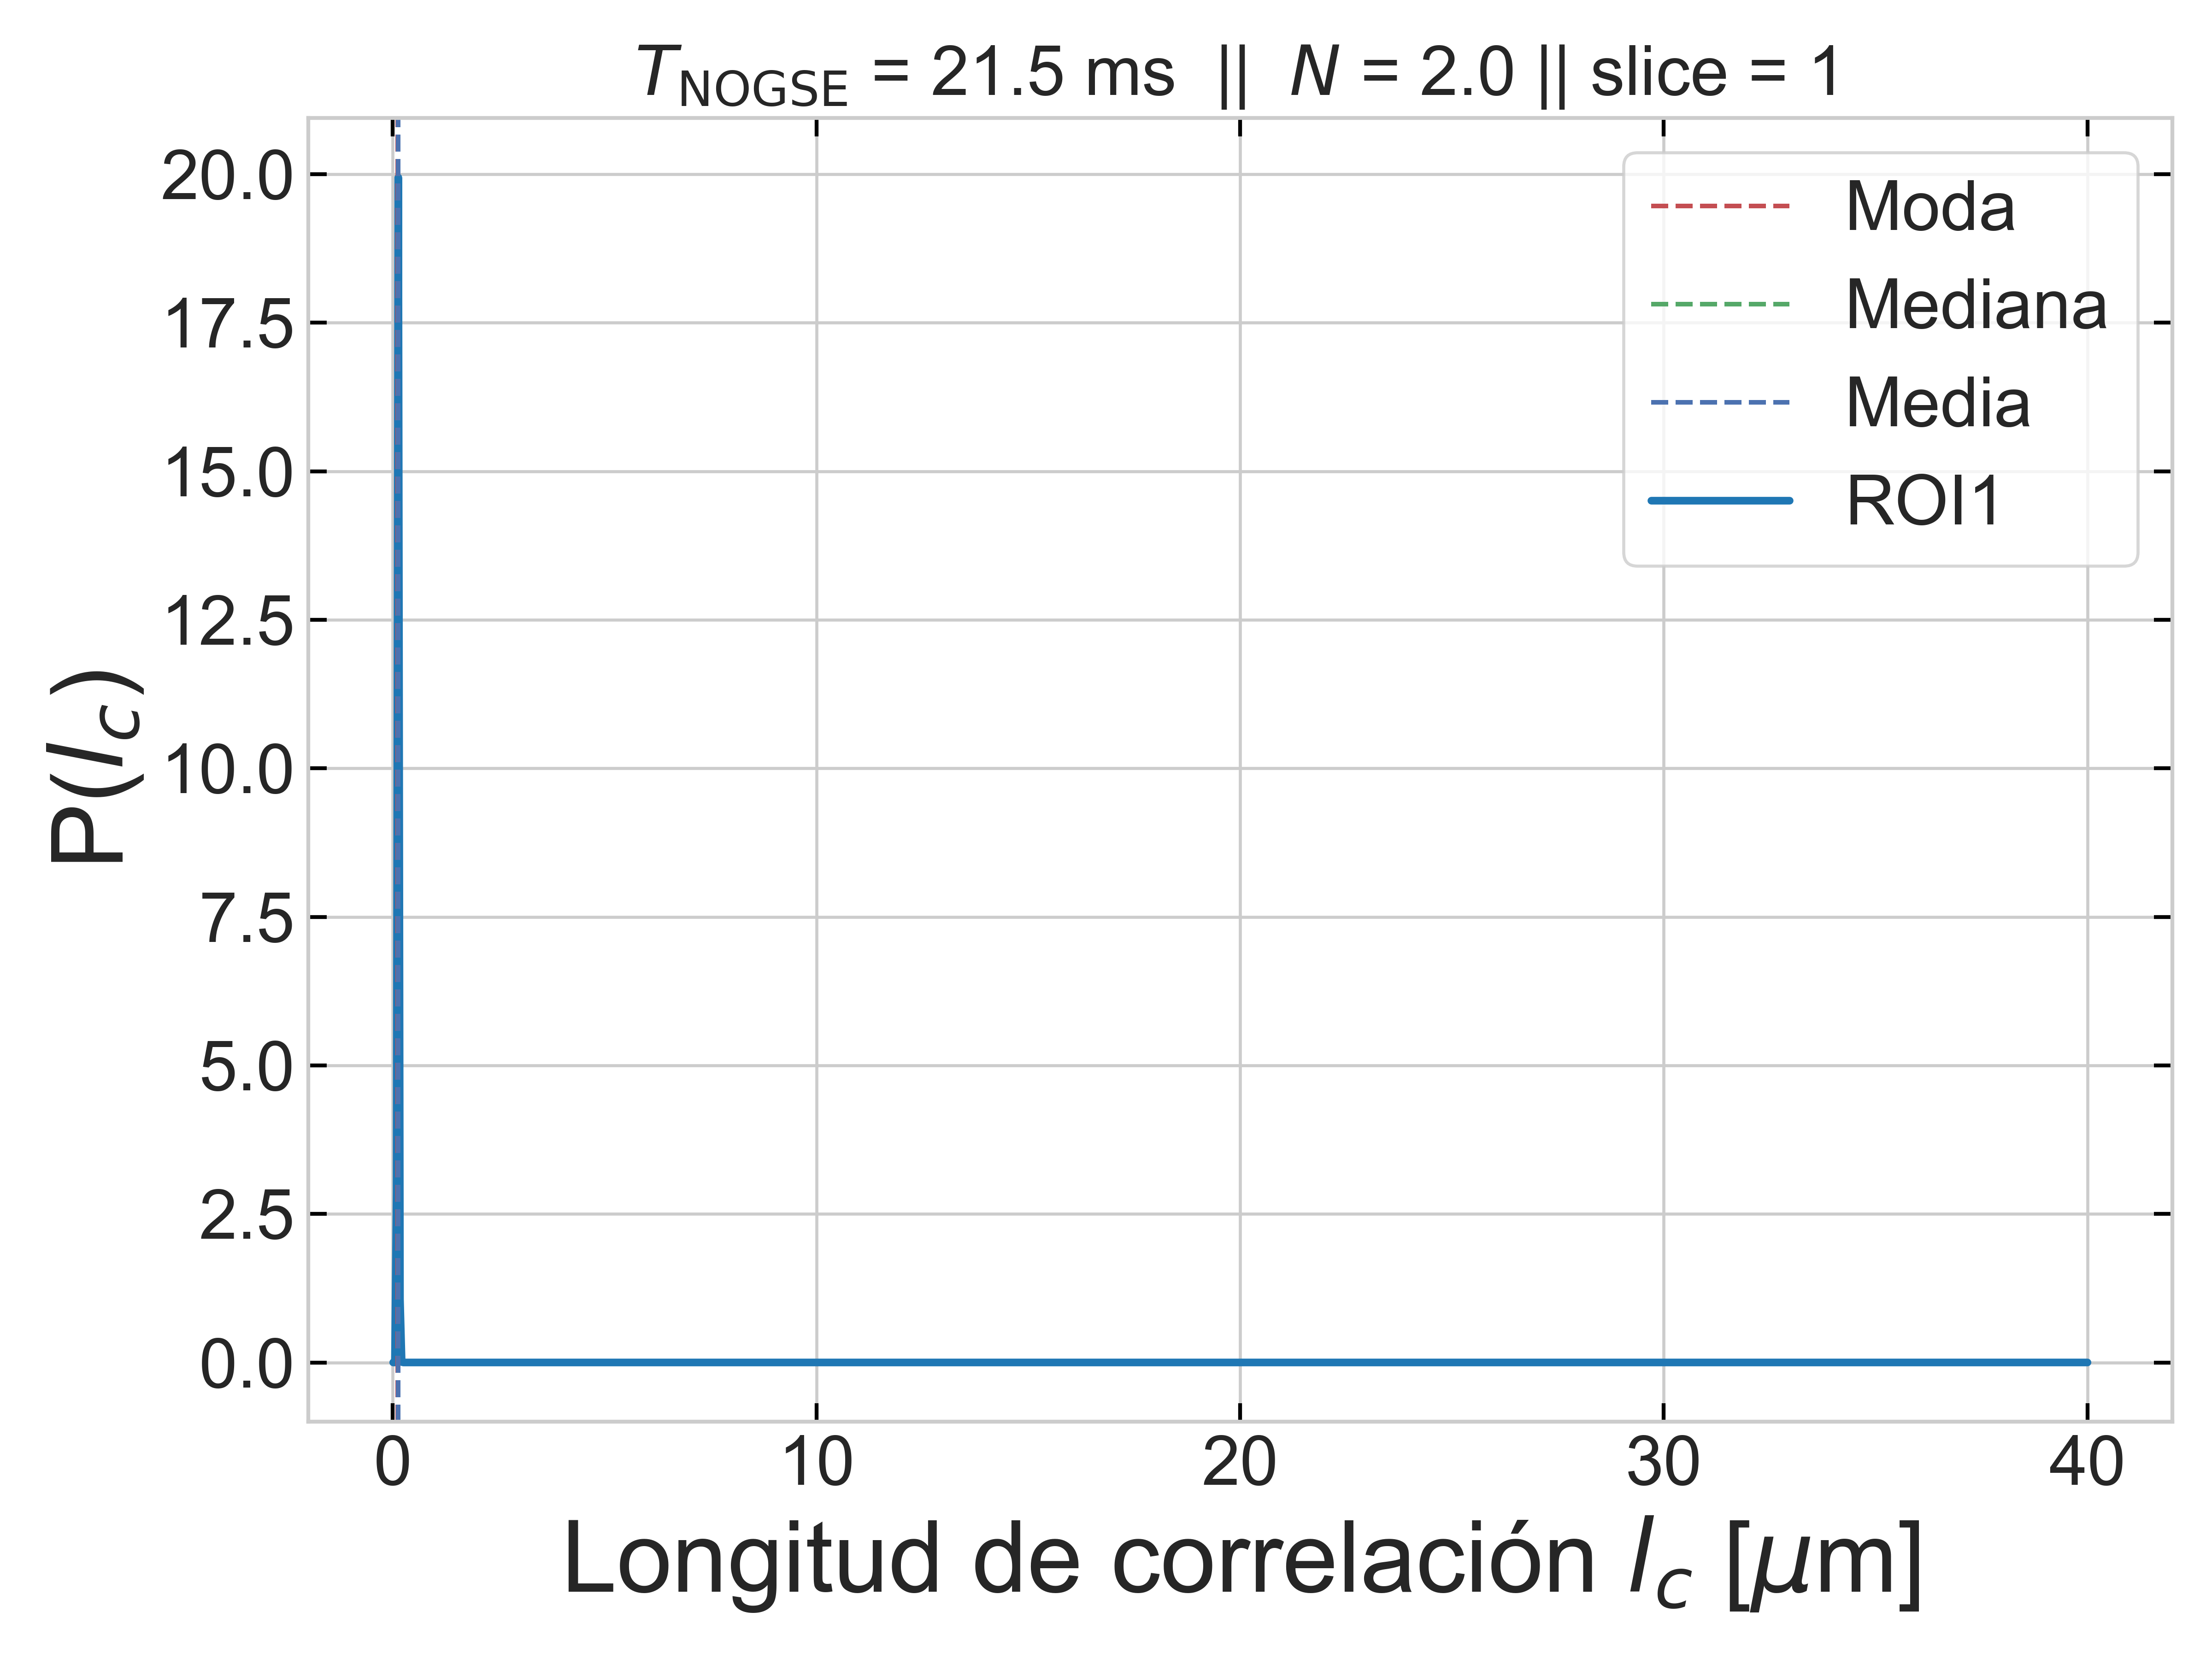 T_NOGSE = 21.5 ms || N = 2.0 || slice = 1
20.0
17.5
15.0
12.5
10.0
7.5
5.0
2.5
0.0
P(l_c)
Moda
Mediana
Media
ROI1
0 10 20 30 40
Longitud de correlación l_c [μm]